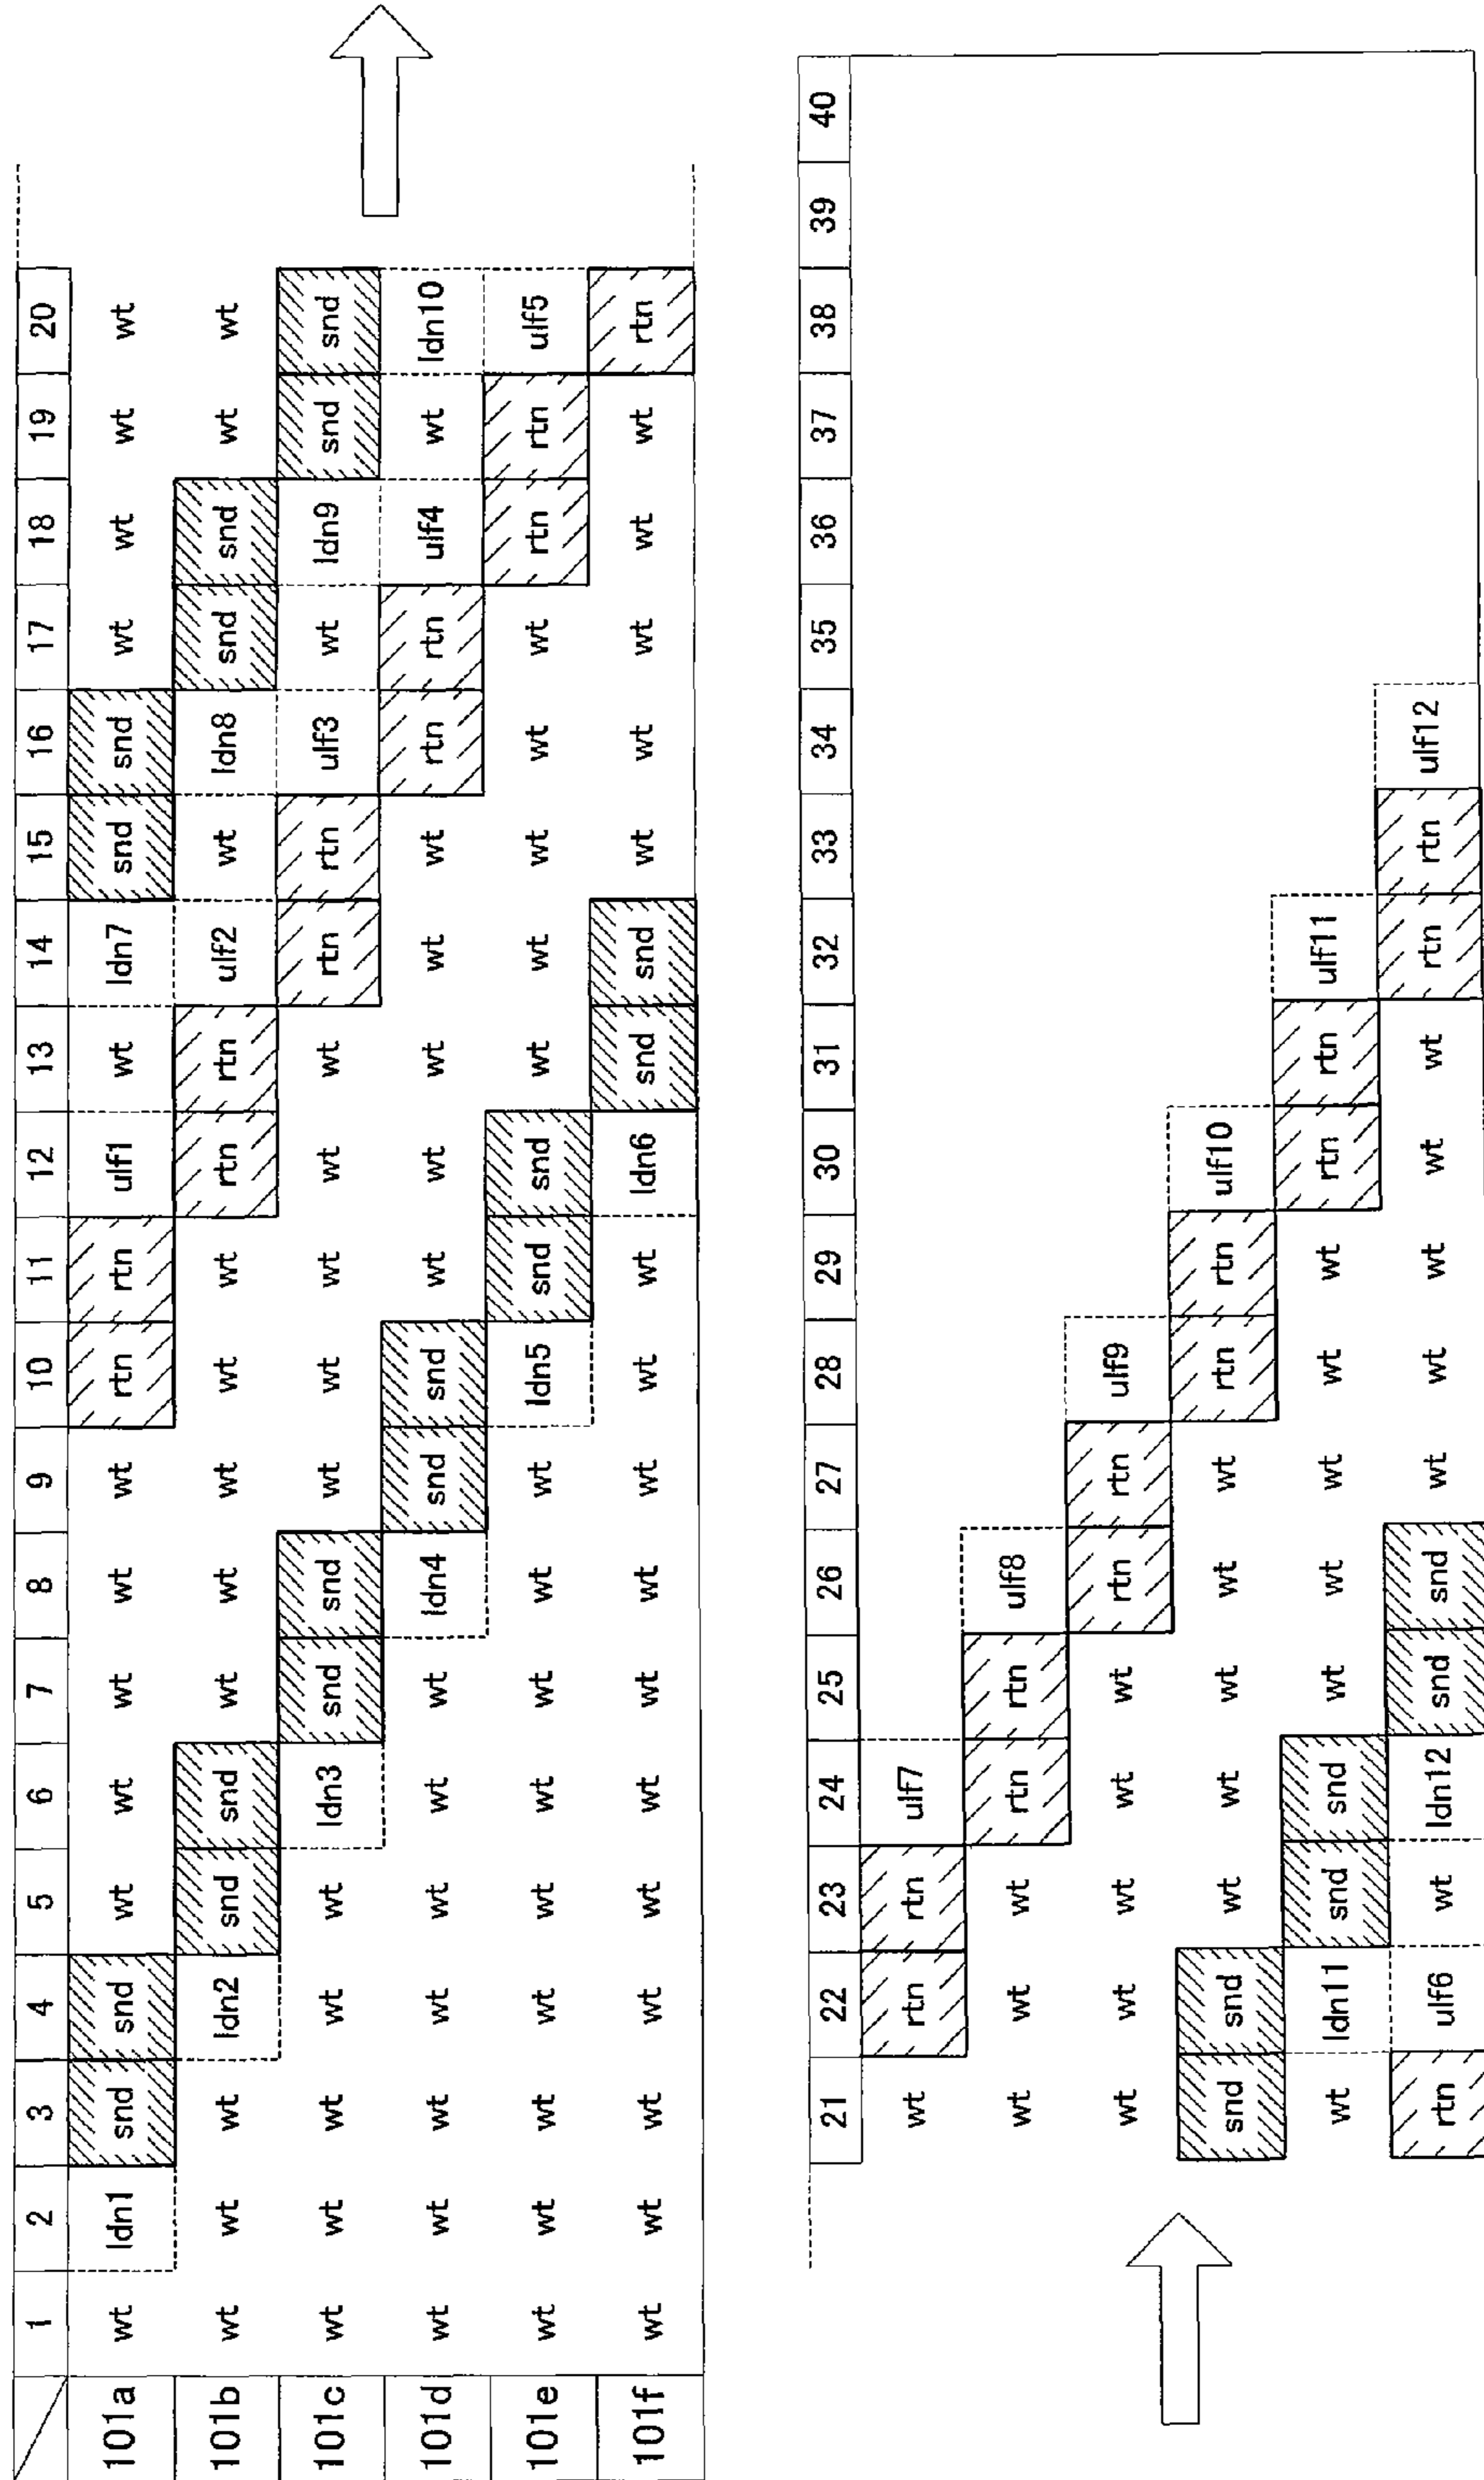 1 2 3 4 5 6 7 8 9 10 11 12 13 14 15 16 17 18 19 20
101a wt ldn1 snd snd wt wt wt wt wt rtn rtn ulf1 wt ldn7 snd snd wt wt wt wt
101b wt wt wt ldn2 snd snd wt wt wt wt wt rtn rtn ulf2 wt ldn8 snd snd wt wt
101c wt wt wt wt wt ldn3 snd snd wt wt wt wt wt rtn rtn ulf3 wt ldn9 snd snd
101d wt wt wt wt wt wt wt ldn4 snd snd wt wt wt wt wt rtn rtn ulf4 wt ldn10
101e wt wt wt wt wt wt wt wt wt ldn5 snd snd wt wt wt wt wt rtn rtn ulf5
101f wt wt wt wt wt wt wt wt wt wt wt ldn6 snd snd wt wt wt wt wt rtn
21 22 23 24 25 26 27 28 29 30 31 32 33 34 35 36 37 38 39 40
wt rtn rtn ulf7
wt wt wt rtn rtn ulf8
wt wt wt wt wt rtn rtn ulf9
snd snd wt wt wt wt wt rtn rtn ulf10
wt ldn11 snd snd wt wt wt wt wt rtn rtn ulf11
rtn ulf6 wt ldn12 snd snd wt wt wt wt wt rtn rtn ulf12